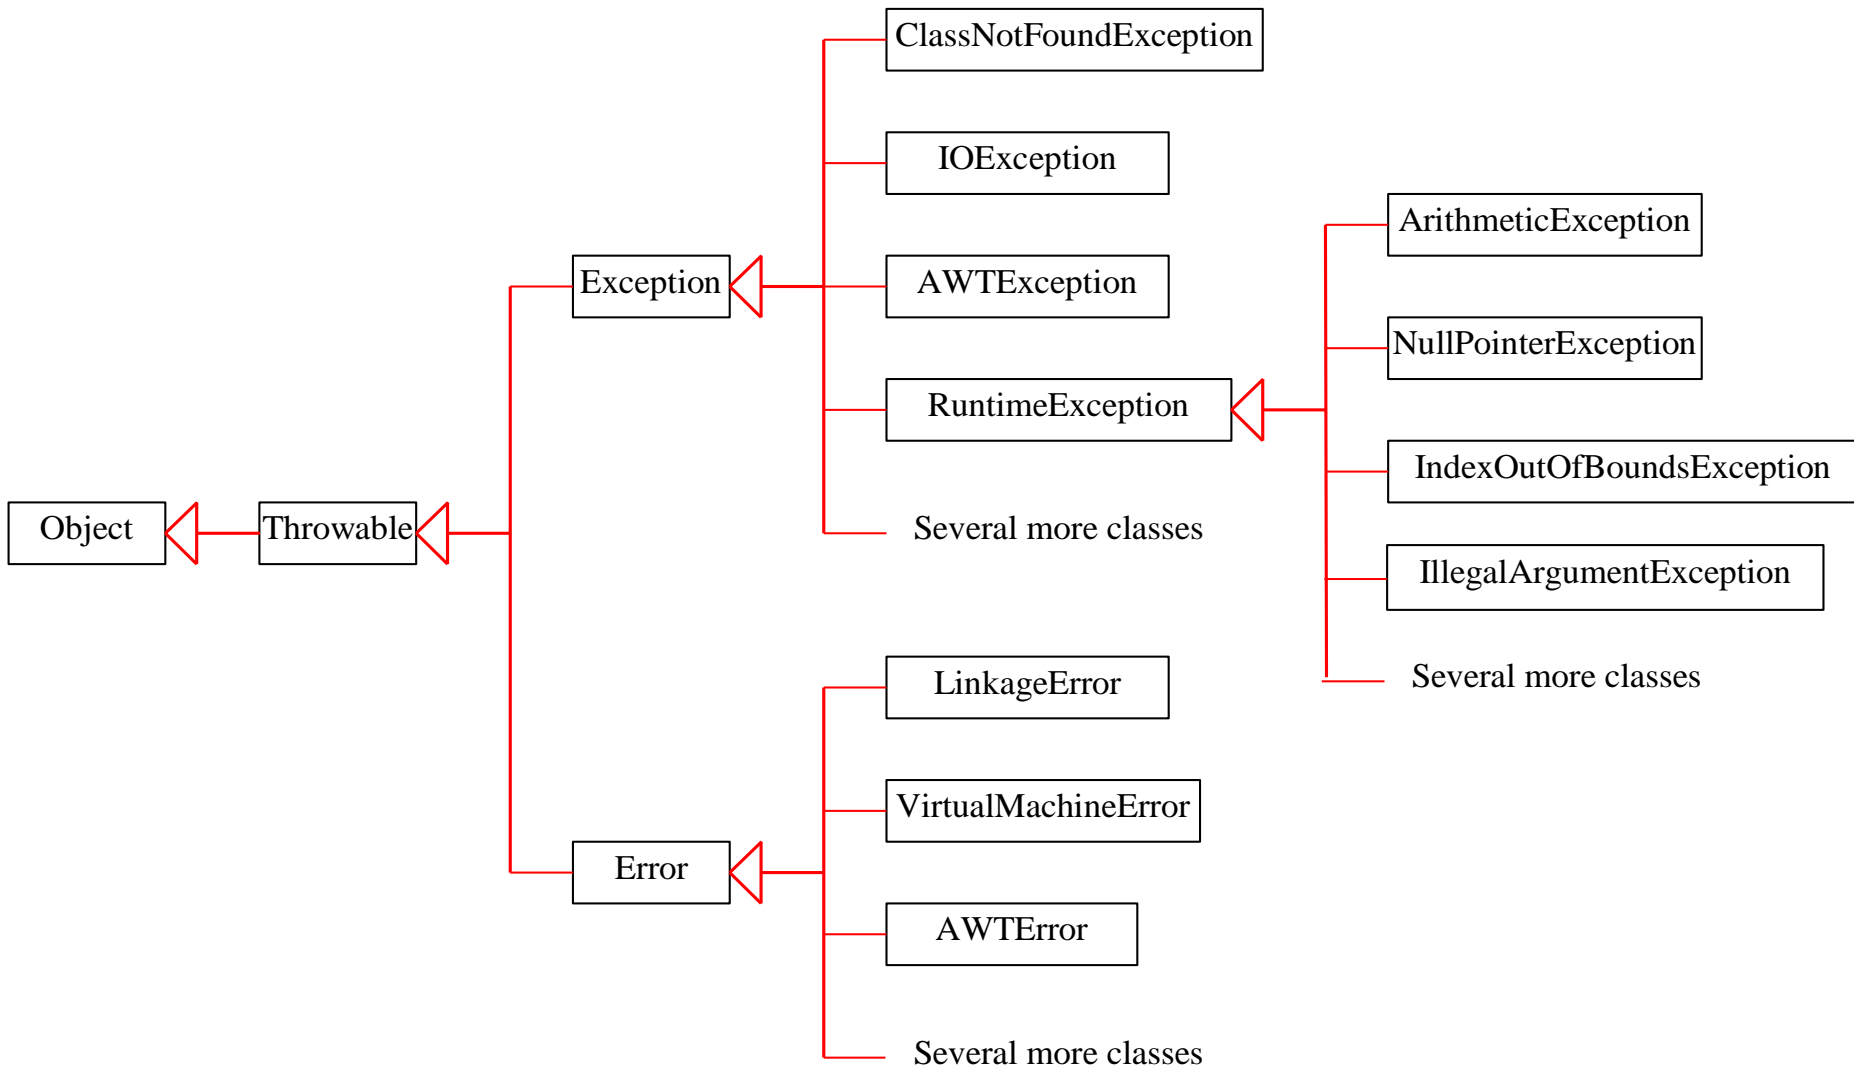 ClassNotFoundException
IOException
ArithmeticException
Exception
AWTException
NullPointerException
RuntimeException
IndexOutOfBoundsException
Object
Throwable
Several more classes
IllegalArgumentException
LinkageError
Several more classes
VirtualMachineError
Error
AWTError
Several more classes